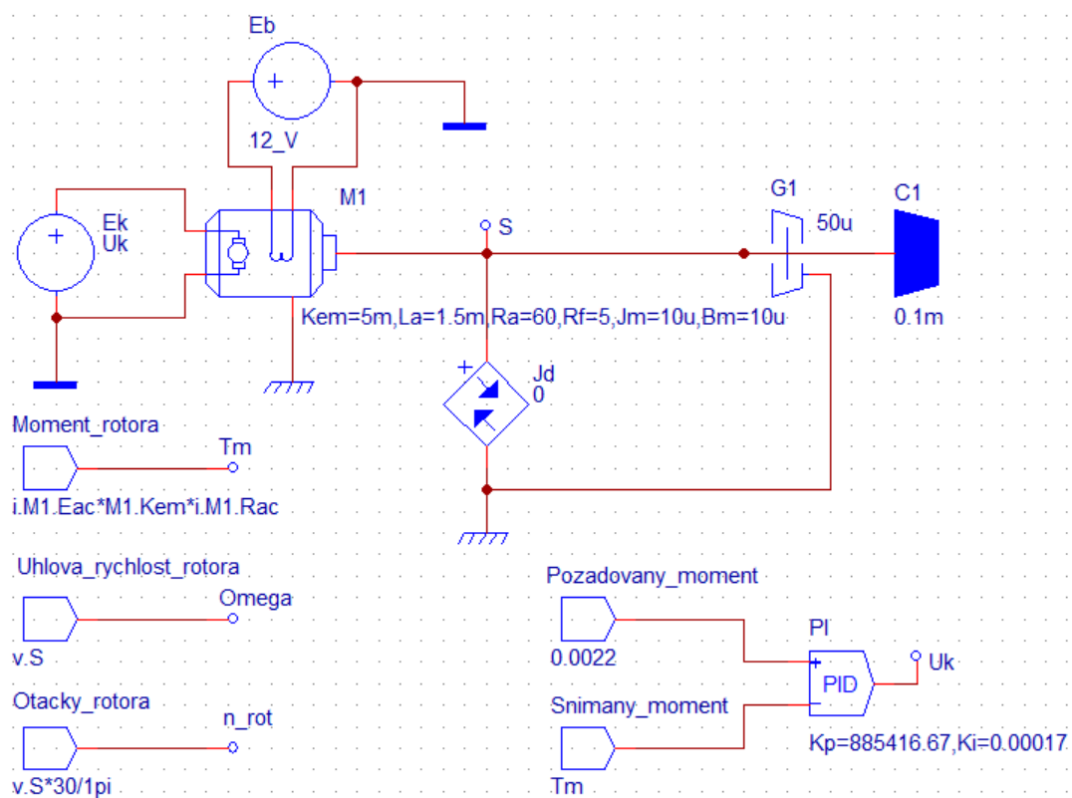 Eb
12_V
M1
Ek
Uk
S
G1
50u
C1
0.1m
Kem=5m,La=1.5m,Ra=60,Rf=5,Jm=10u,Bm=10u
Jd
0
Moment_rotora
Tm
i.M1.Eac*M1.Kem*i.M1.Rac
Uhlova_rychlost_rotora
Omega
v.S
Otacky_rotora
n_rot
v.S*30/1pi
Pozadovany_moment
0.0022
Snimany_moment
Tm
PI
PID
Uk
Kp=885416.67,Ki=0.00017